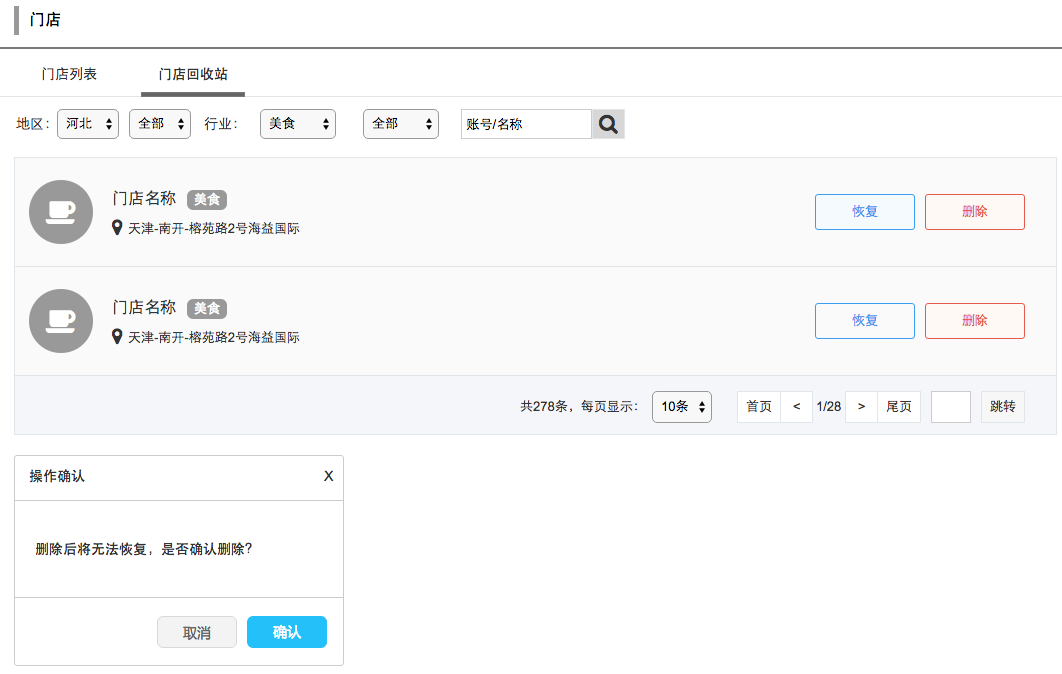 门店
门店列表 门店回收站
地区: 河北 全部 行业: 美食 全部 账号/名称
门店名称 美食
天津-南开-榕苑路2号海益国际
恢复 删除
门店名称 美食
天津-南开-榕苑路2号海益国际
恢复 删除
共278条，每页显示: 10条 首页 < 1/28 > 尾页 跳转
操作确认 X
删除后将无法恢复，是否确认删除?
取消 确认